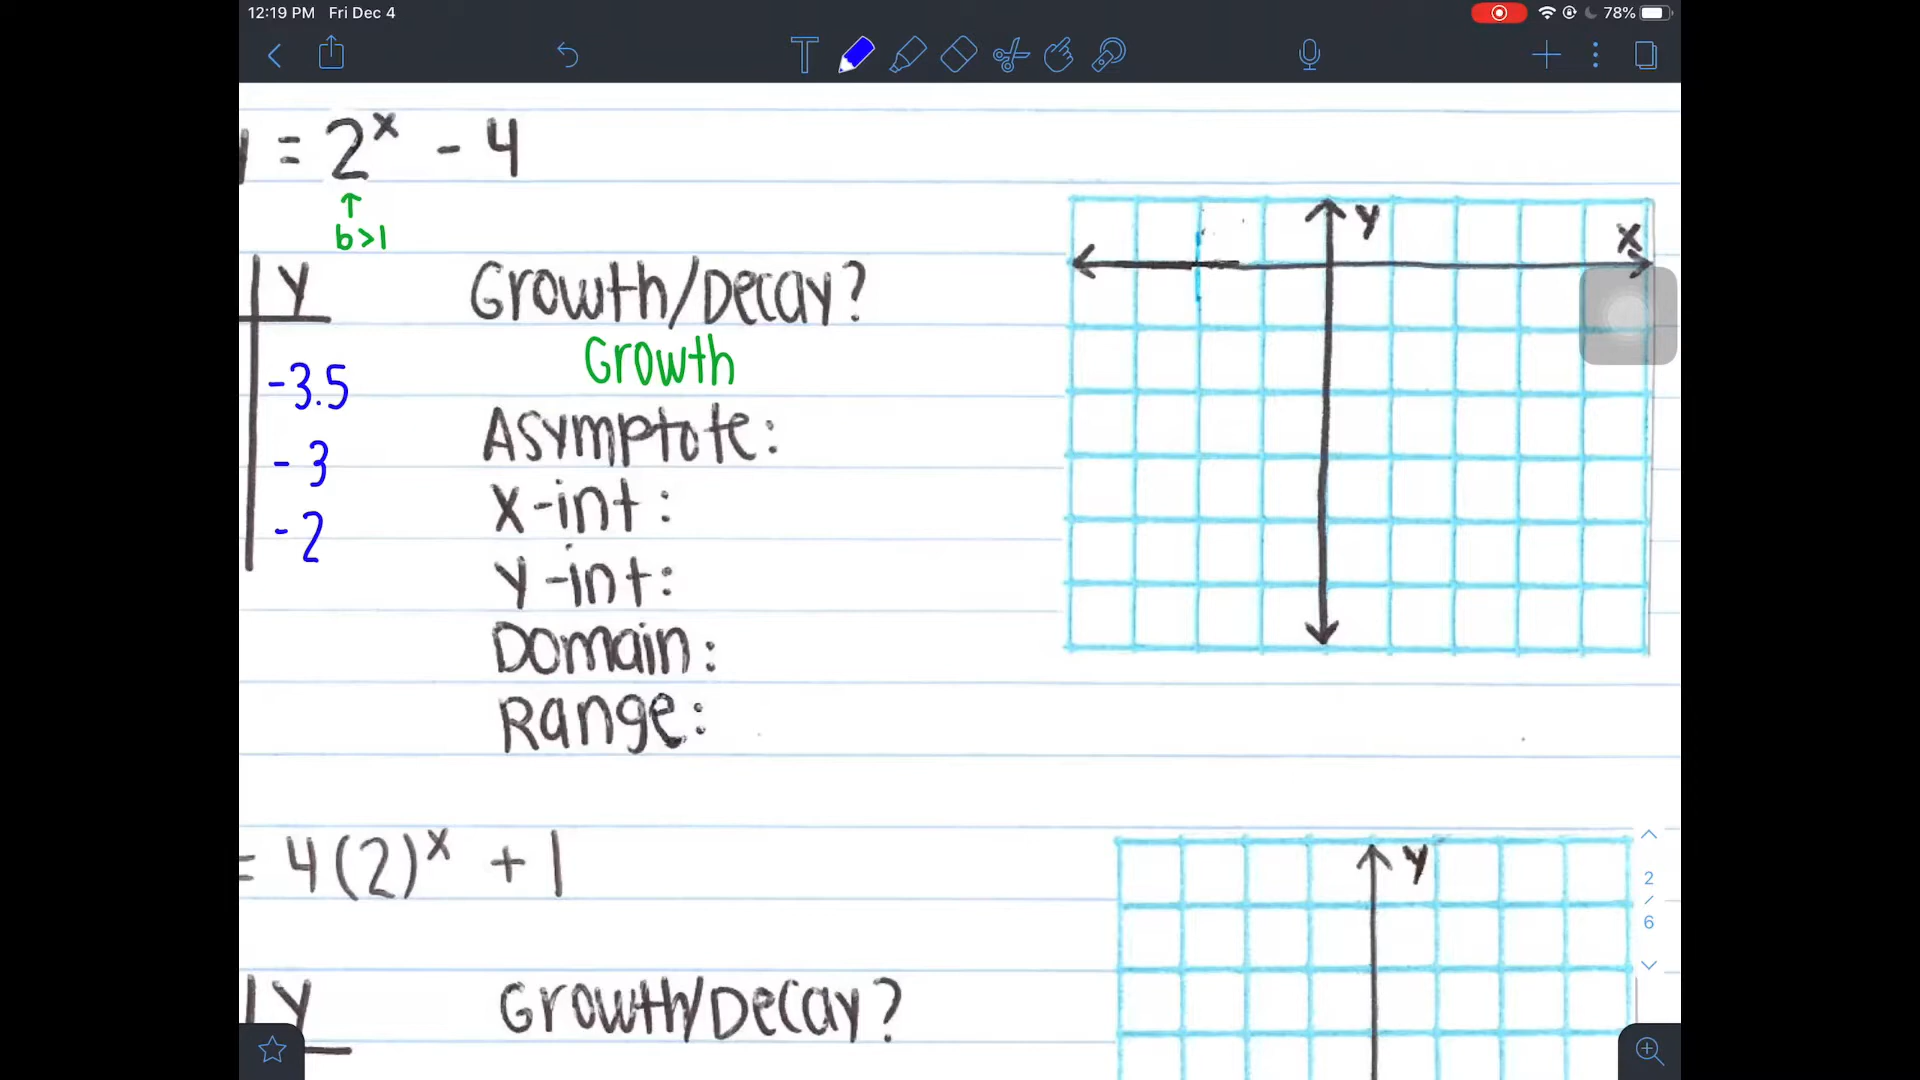 12:19 PM Fri Dec 4
78%
y = 2ˣ - 4
↑
b>1
y
Growth/Decay?
Growth
-3.5
-3
-2
Asymptote:
X-int:
y-int:
Domain:
Range:
y
X
= 4(2)ˣ + 1
y
Growth/Decay?
y
2
/
6